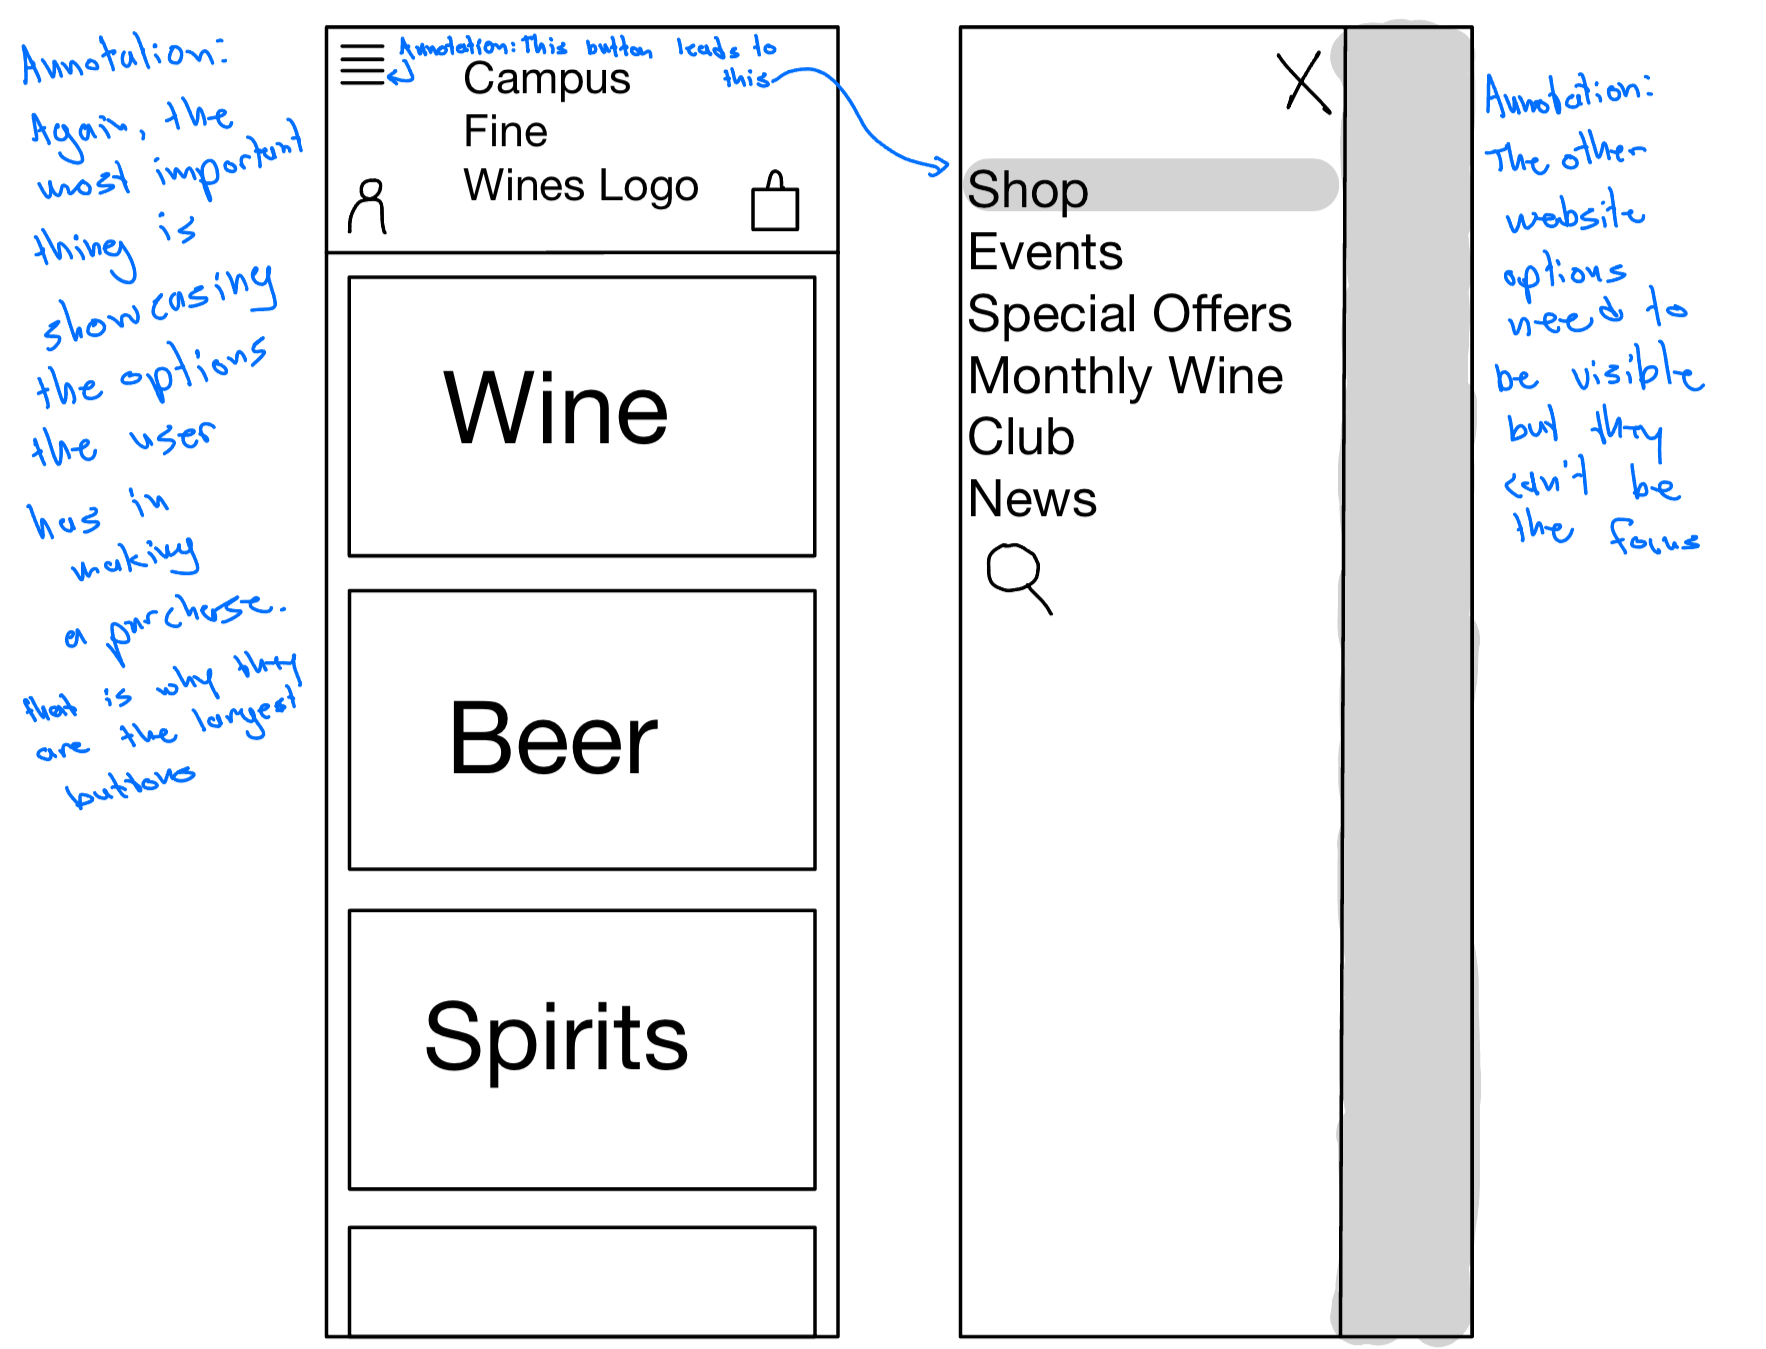 Annotation:
Again, the
most important
thing is
showcasing
the options
the user
has in
making
a purchase.
that is why they
are the largest
buttons
Annotation: This button leads to
this
Campus
Fine
Wines Logo
Wine
Beer
Spirits
Shop
Events
Special Offers
Monthly Wine
Club
News
Annotation:
The other
website
options
need to
be visible
but they
can't be
the focus